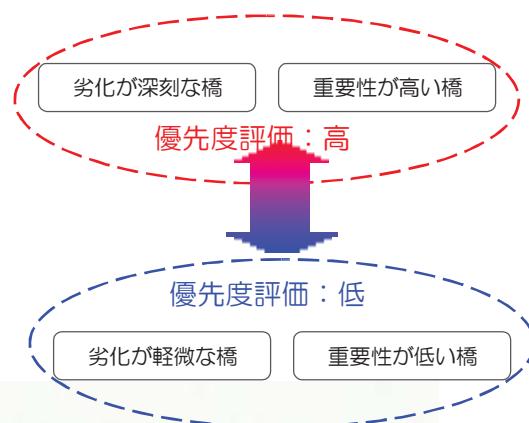 劣化が深刻な橋 重要性が高い橋
優先度評価：高
優先度評価：低
劣化が軽微な橋 重要性が低い橋